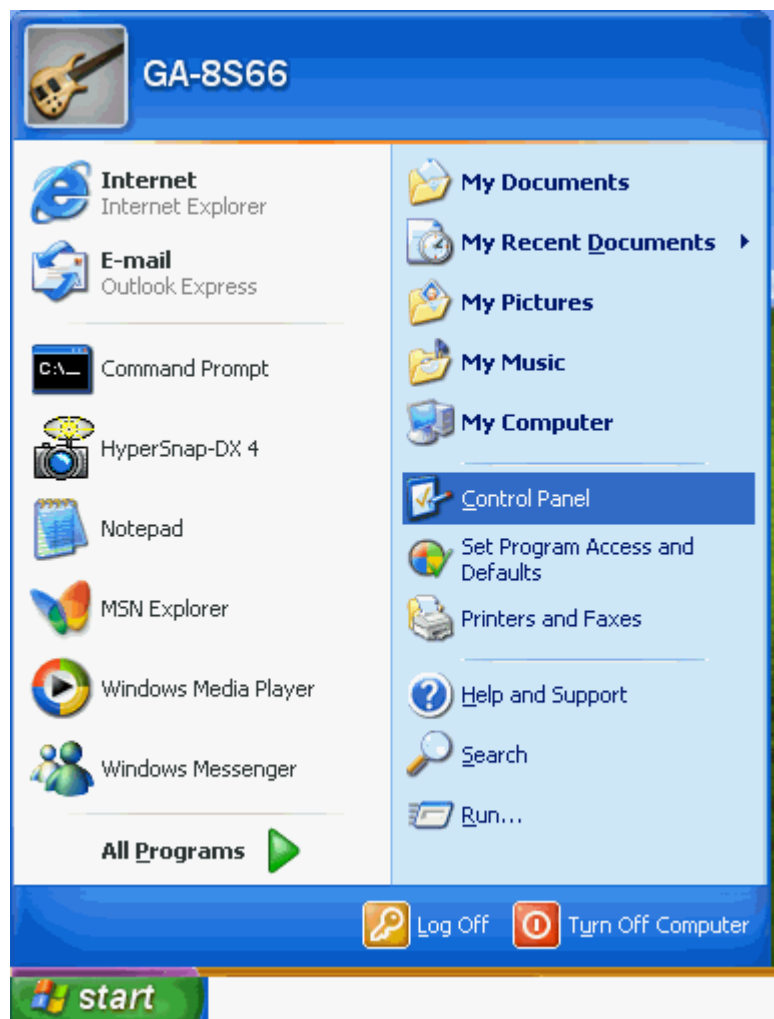 GA-8S66
Internet
Internet Explorer
E-mail
Outlook Express
C:\_
Command Prompt
HyperSnap-DX 4
Notepad
MSN Explorer
Windows Media Player
Windows Messenger
All Programs
My Documents
My Recent Documents
My Pictures
My Music
My Computer
Control Panel
Set Program Access and
Defaults
Printers and Faxes
Help and Support
Search
Run...
Log Off
Turn Off Computer
start